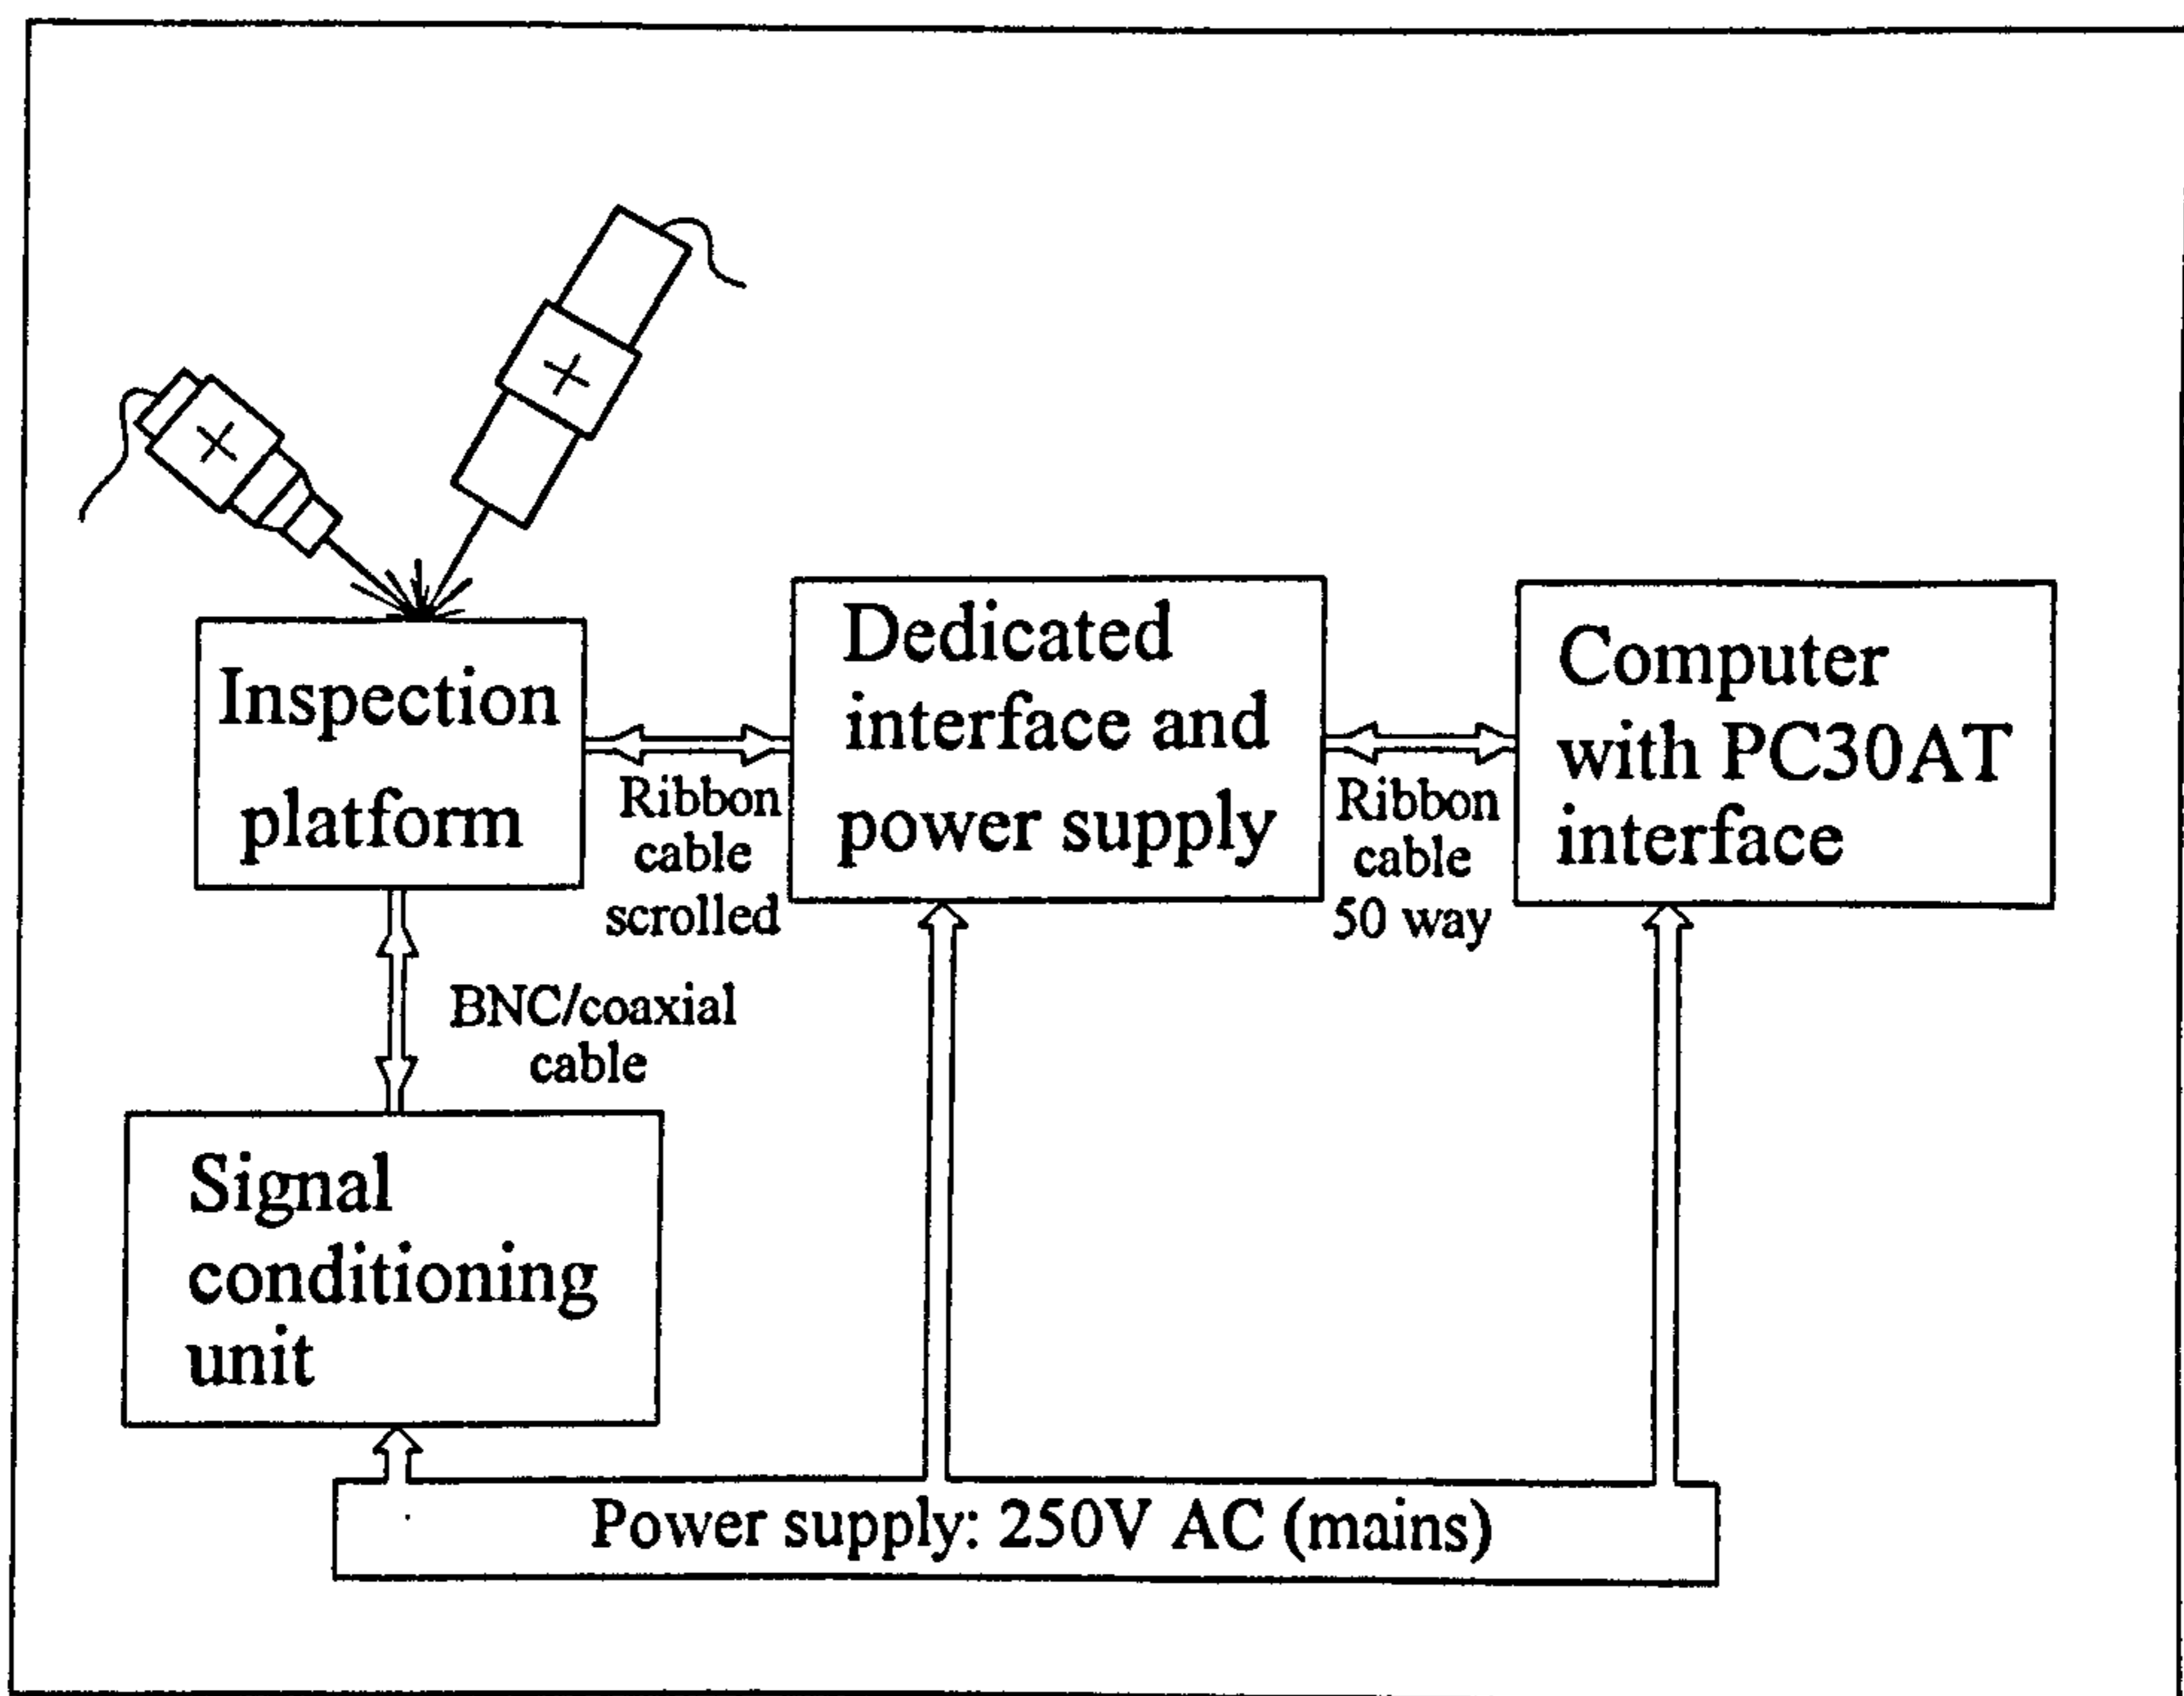 Inspection
platform
Ribbon
cable
scrolled
Dedicated
interface and
power supply
Ribbon
cable
50 way
Computer
with PC30AT
interface
BNC/coaxial
cable
Signal
conditioning
unit
Power supply: 250V AC (mains)